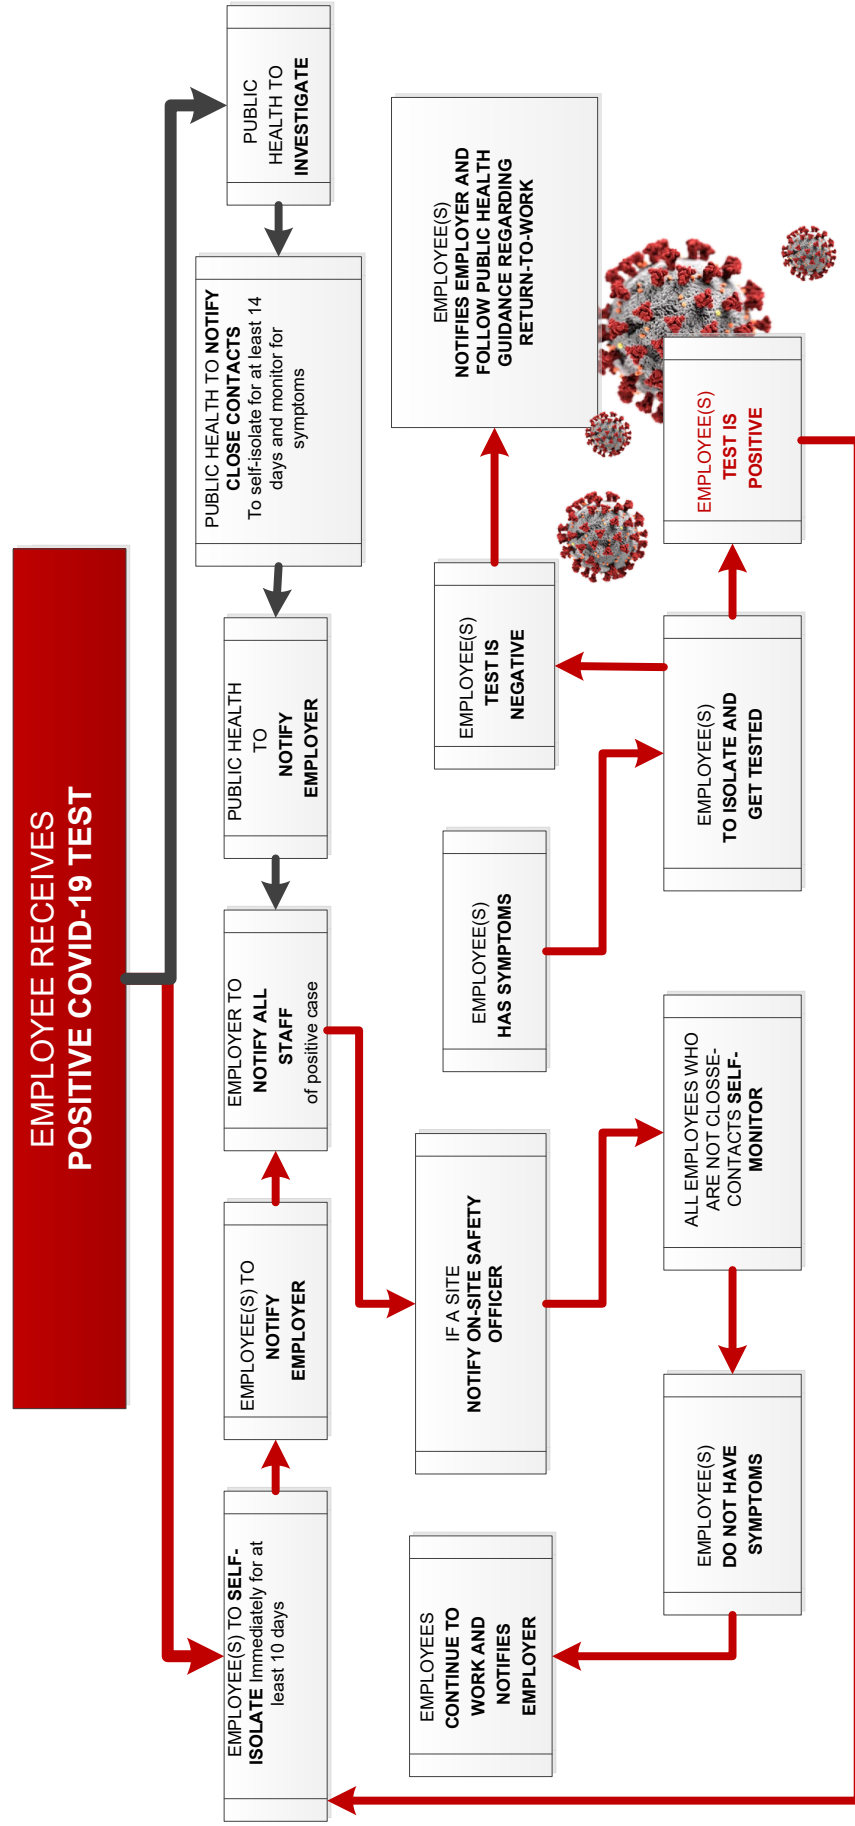 EMPLOYEE RECEIVES
POSITIVE COVID-19 TEST
EMPLOYEE(S) TO SELF-
ISOLATE Immediately for at
least 10 days
EMPLOYEE(S) TO
NOTIFY
EMPLOYER
EMPLOYER TO
NOTIFY ALL
STAFF
of positive case
PUBLIC HEALTH
TO
NOTIFY
EMPLOYER
PUBLIC HEALTH TO NOTIFY
CLOSE CONTACTS
To self-isolate for at least 14
days and monitor for
symptoms
PUBLIC
HEALTH TO
INVESTIGATE
EMPLOYEES
CONTINUE TO
WORK AND
NOTIFIES
EMPLOYER
IF A SITE
NOTIFY ON-SITE SAFETY
OFFICER
EMPLOYEE(S)
HAS SYMPTOMS
EMPLOYEE(S)
TEST IS
NEGATIVE
EMPLOYEE(S)
NOTIFIES EMPLOYER AND
FOLLOW PUBLIC HEALTH
GUIDANCE REGARDING
RETURN-TO-WORK
EMPLOYEE(S)
DO NOT HAVE
SYMPTOMS
ALL EMPLOYEES WHO
ARE NOT CLOSSE-
CONTACTS SELF-
MONITOR
EMPLOYEE(S)
TO ISOLATE AND
GET TESTED
EMPLOYEE(S)
TEST IS
POSITIVE